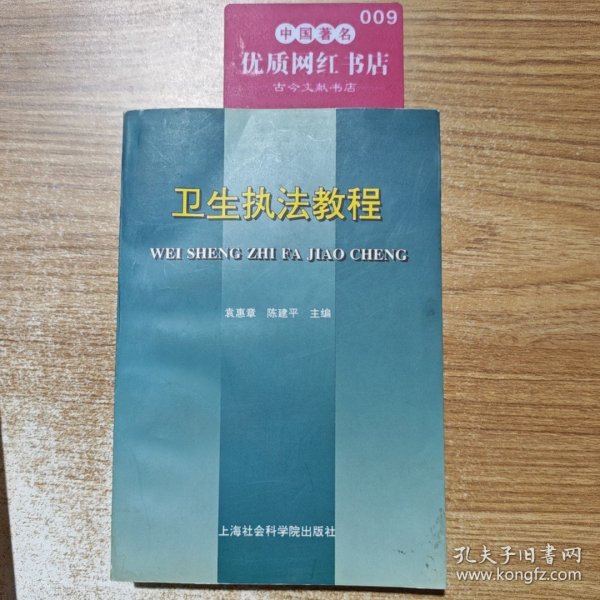 009
中国著名
优质网红书店
古今文献书店
卫生执法教程
WEI SHENG ZHI FA JIAO CHENG
袁惠章 陈建平 主编
上海社会科学院出版社
孔夫子旧书网
www.kongfz.com